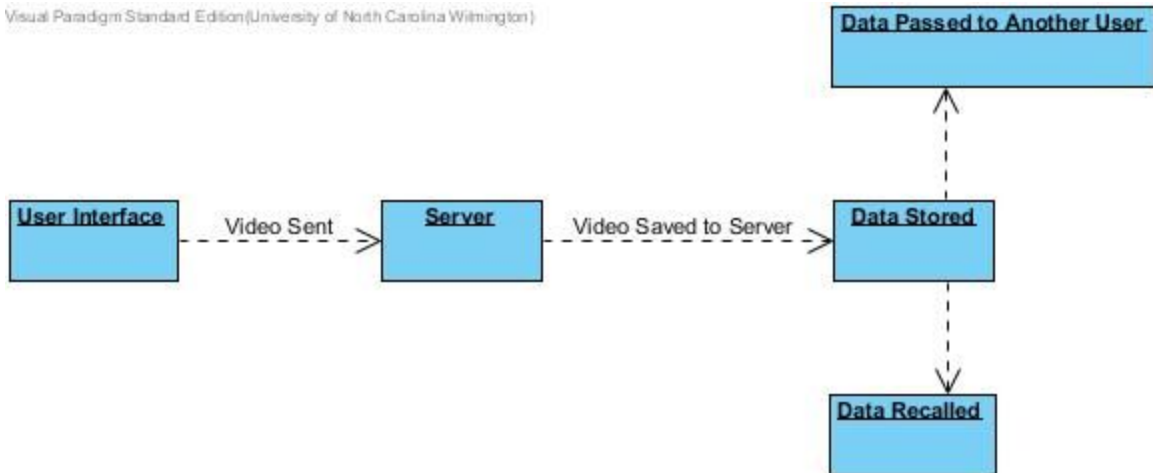 Visual Paradigm Standard Edition(University of North Carolina Wilmington)
Data Passed to Another User
User Interface
Video Sent
Server
Video Saved to Server
Data Stored
Data Recalled